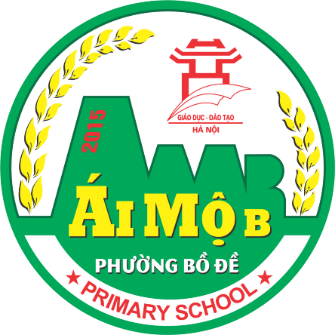 GIÁO DỤC - ĐÀO TẠO
HÀ NỘI
2015
ÁI MỘ B
PHƯỜNG BỒ ĐỀ
★ PRIMARY SCHOOL ★